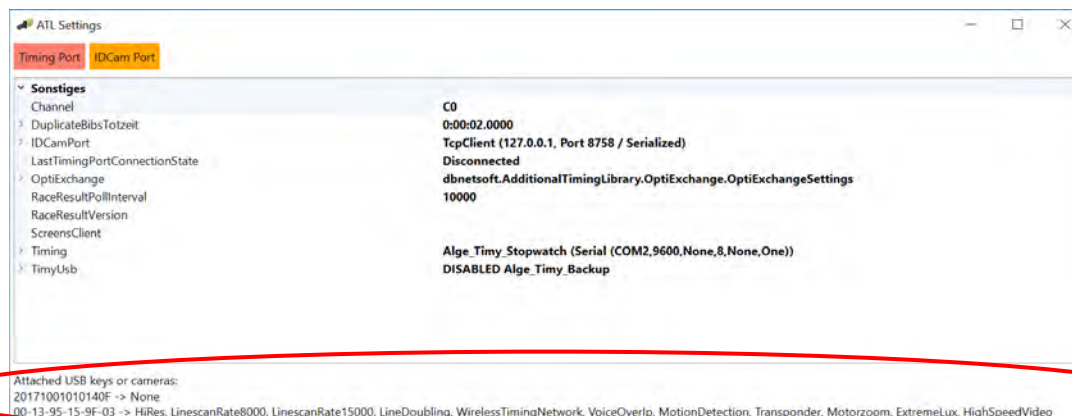 ATL Settings
Timing Port IDCam Port
Sonstiges
Channel C0
DuplicateBibsTotzeit 0:00:02.0000
IDCamPort TcpClient (127.0.0.1, Port 8758 / Serialized)
LastTimingPortConnectionState Disconnected
OptiExchange dbnetsoft.AdditionalTimingLibrary.OptiExchange.OptiExchangeSettings
RaceResultPollInterval 10000
RaceResultVersion
ScreensClient
Timing Alge_Timy_Stopwatch (Serial (COM2,9600,None,8,None,One))
TimyUsb DISABLED Alge_Timy_Backup
Attached USB keys or cameras:
20171001010140F -> None
00-13-95-15-9F-03 -> HiRes, LinescanRate8000, LinescanRate15000, LineDoubling, WirelessTimingNetwork, VoiceOverIp, MotionDetection, Transponder, Motorzoom, ExtremeLux, HighSpeedVideo